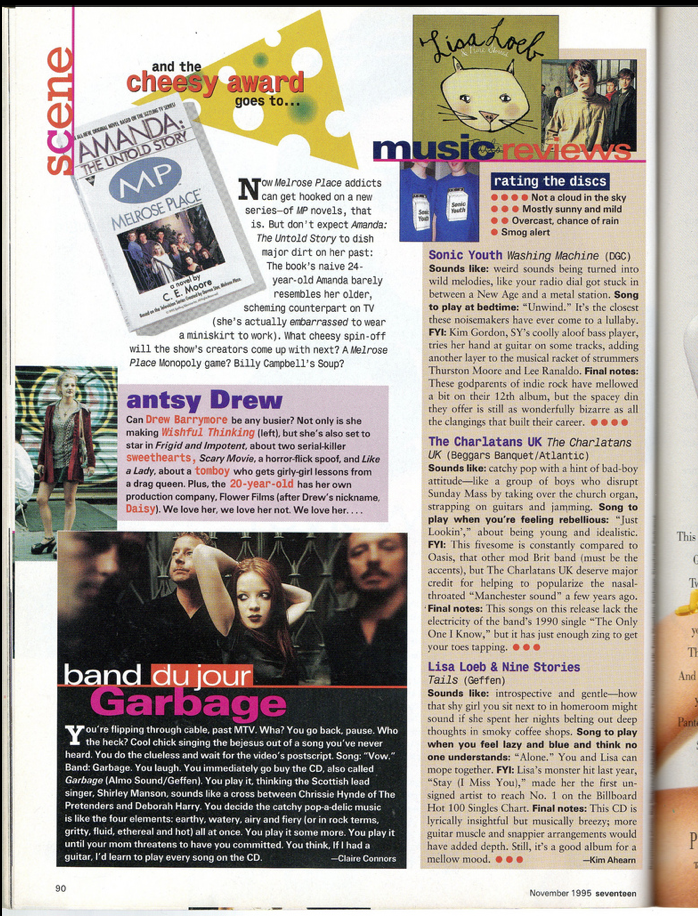 scene
and the
cheesy award
goes to...
ALL-NEW, ORIGINAL NOVEL BASED ON THE SIZZLING TV SERIES!
AMANDA:
THE UNTOLD STORY
MP
MELROSE PLACE
a novel by
C. E. Moore
Now Melrose Place addicts
can get hooked on a new
series—of MP novels, that
is. But don't expect Amanda:
The Untold Story to dish
major dirt on her past:
The book's naive 24-
year-old Amanda barely
resembles her older,
scheming counterpart on TV
(she's actually embarrassed to wear
a miniskirt to work). What cheesy spin-off
will the show's creators come up with next? A Melrose
Place Monopoly game? Billy Campbell's Soup?
antsy Drew
Can Drew Barrymore be any busier? Not only is she
making Wishful Thinking (left), but she's also set to
star in Frigid and Impotent, about two serial-killer
sweethearts, Scary Movie, a horror-flick spoof, and Like
a Lady, about a tomboy who gets girly-girl lessons from
a drag queen. Plus, the 20-year-old has her own
production company, Flower Films (after Drew's nickname,
Daisy). We love her, we love her not. We love her. . . .
band du jour
Garbage
You're flipping through cable, past MTV. Wha? You go back, pause. Who
the heck? Cool chick singing the bejesus out of a song you've never
heard. You do the clueless and wait for the video's postscript. Song: "Vow."
Band: Garbage. You laugh. You immediately go buy the CD, also called
Garbage (Almo Sound/Geffen). You play it, thinking the Scottish lead
singer, Shirley Manson, sounds like a cross between Chrissie Hynde of The
Pretenders and Deborah Harry. You decide the catchy pop-a-delic music
is like the four elements: earthy, watery, airy and fiery (or in rock terms,
gritty, fluid, ethereal and hot) all at once. You play it some more. You play it
until your mom threatens to have you committed. You think, If I had a
guitar, I'd learn to play every song on the CD. —Claire Connors
Lisa Loeb
music reviews
Sonic
Youth
Sonic
Youth
rating the discs
●●●● Not a cloud in the sky
●●● Mostly sunny and mild
●● Overcast, chance of rain
● Smog alert
Sonic Youth Washing Machine (DGC)
Sounds like: weird sounds being turned into
wild melodies, like your radio dial got stuck in
between a New Age and a metal station. Song
to play at bedtime: "Unwind." It's the closest
these noisemakers have ever come to a lullaby.
FYI: Kim Gordon, SY's coolly aloof bass player,
tries her hand at guitar on some tracks, adding
another layer to the musical racket of strummers
Thurston Moore and Lee Ranaldo. Final notes:
These godparents of indie rock have mellowed
a bit on their 12th album, but the spacey din
they offer is still as wonderfully bizarre as all
the clangings that built their career. ●●●●
The Charlatans UK The Charlatans
UK (Beggars Banquet/Atlantic)
Sounds like: catchy pop with a hint of bad-boy
attitude—like a group of boys who disrupt
Sunday Mass by taking over the church organ,
strapping on guitars and jamming. Song to
play when you're feeling rebellious: "Just
Lookin'," about being young and idealistic.
FYI: This fivesome is constantly compared to
Oasis, that other mod Brit band (must be the
accents), but The Charlatans UK deserve major
credit for helping to popularize the nasal-
throated "Manchester sound" a few years ago.
Final notes: This songs on this release lack the
electricity of the band's 1990 single "The Only
One I Know," but it has just enough zing to get
your toes tapping. ●●●
Lisa Loeb & Nine Stories
Tails (Geffen)
Sounds like: introspective and gentle—how
that shy girl you sit next to in homeroom might
sound if she spent her nights belting out deep
thoughts in smoky coffee shops. Song to play
when you feel lazy and blue and think no
one understands: "Alone." You and Lisa can
mope together. FYI: Lisa's monster hit last year,
"Stay (I Miss You)," made her the first un-
signed artist to reach No. 1 on the Billboard
Hot 100 Singles Chart. Final notes: This CD is
lyrically insightful but musically breezy; more
guitar muscle and snappier arrangements would
have added depth. Still, it's a good album for a
mellow mood. ●●● —Kim Ahearn
90
November 1995 seventeen
This
And